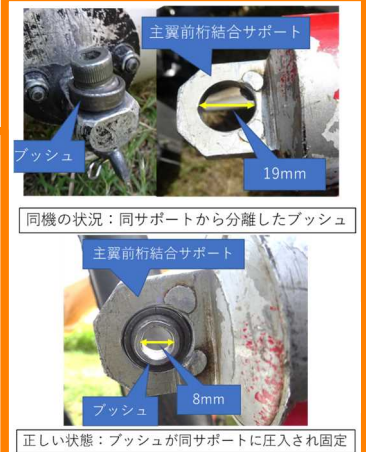 主翼前桁結合サポート
ブッシュ
19mm
同機の状況：同サポートから分離したブッシュ
主翼前桁結合サポート
ブッシュ
8mm
正しい状態：ブッシュが同サポートに圧入され固定